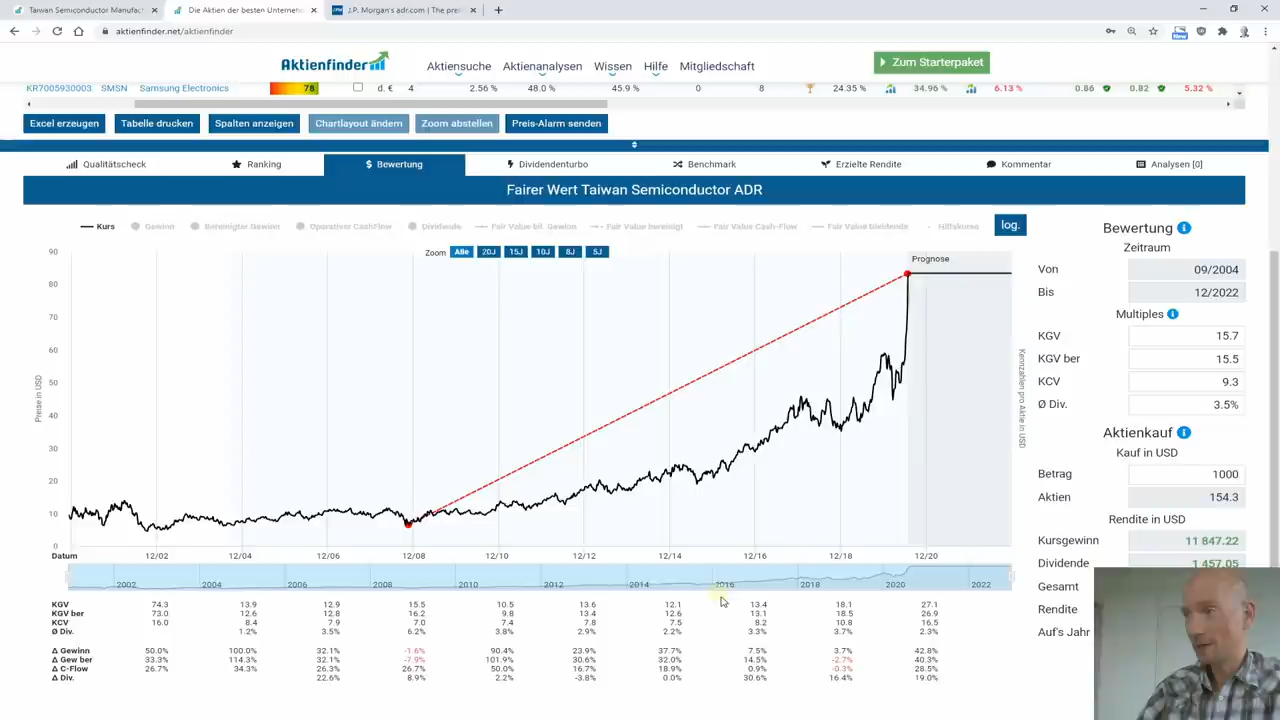 Taiwan Semiconductor Manufac
Die Aktien der besten Unterneh
J.P. Morgan's adr.com | The prei
aktienfinder.net/aktienfinder
Aktienfinder
Aktiensuche Aktienanalysen Wissen Hilfe Mitgliedschaft
Zum Starterpaket
KR7005930003 SMSN Samsung Electronics 78 d. € 4 2.56 % 48.0 % 45.9 % 0 8 24.35 % 34.96 % 6.13 % 0.86 0.82 5.32 %
Excel erzeugen Tabelle drucken Spalten anzeigen Chartlayout ändern Zoom abstellen Preis-Alarm senden
Qualitätscheck Ranking $ Bewertung Dividendenturbo Benchmark Erzielte Rendite Kommentar Analysen [0]
Fairer Wert Taiwan Semiconductor ADR
Kurs Gewinn Bereinigter Gewinn Operativer CashFlow Dividende Fair Value bil. Gewinn Fair Value bereinigt Fair Value Cash-Flow Fair Value Dividende Hilfskurse
log.
Zoom Alle 20J 15J 10J 8J 5J
Prognose
90
80
70
60
50
40
30
20
10
0
Preise in USD
Kennzahlen pro Aktie in USD
Datum 12/02 12/04 12/06 12/08 12/10 12/12 12/14 12/16 12/18 12/20
2002 2004 2006 2008 2010 2012 2014 2016 2018 2020 2022
KGV 74.3 13.9 12.9 15.5 10.5 13.6 12.1 13.4 18.1 27.1
KGV ber 73.0 12.6 12.8 16.2 9.8 13.4 12.6 13.1 18.5 26.9
KCV 16.0 8.4 7.9 7.0 7.4 7.8 7.5 8.2 10.8 16.5
Ø Div. 1.2% 3.5% 6.2% 3.8% 2.9% 2.2% 3.3% 3.7% 2.3%
Δ Gewinn 50.0% 100.0% 32.1% -1.6% 90.4% 23.9% 37.7% 7.5% 3.7% 42.8%
Δ Gew ber 33.3% 114.3% 32.1% -7.9% 101.9% 30.6% 32.0% 14.5% -2.7% 40.3%
Δ C-Flow 26.7% 34.3% 26.3% 26.7% 50.0% 16.7% 18.9% 0.9% -0.3% 28.5%
Δ Div. 22.6% 8.9% 2.2% -3.8% 0.0% 30.6% 16.4% 19.0%
Bewertung
Zeitraum
Von 09/2004
Bis 12/2022
Multiples
KGV 15.7
KGV ber 15.5
KCV 9.3
Ø Div. 3.5%
Aktienkauf
Kauf in USD
Betrag 1000
Aktien 154.3
Rendite in USD
Kursgewinn 11 847.22
Dividende 1 457.05
Gesamt
Rendite
Auf's Jahr